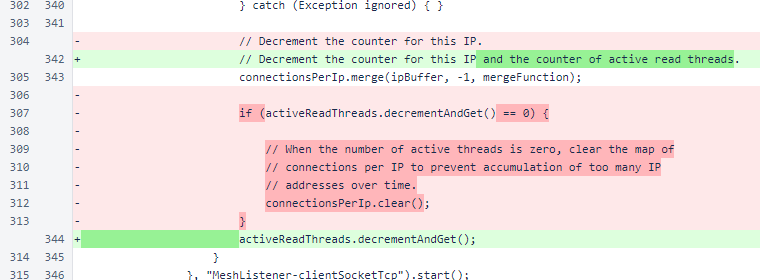 302 340 } catch (Exception ignored) { }
303 341
304 - // Decrement the counter for this IP.
342 + // Decrement the counter for this IP and the counter of active read threads.
305 343 connectionsPerIp.merge(ipBuffer, -1, mergeFunction);
306 -
307 - if (activeReadThreads.decrementAndGet() == 0) {
308 -
309 - // When the number of active threads is zero, clear the map of
310 - // connections per IP to prevent accumulation of too many IP
311 - // addresses over time.
312 - connectionsPerIp.clear();
313 - }
344 + activeReadThreads.decrementAndGet();
314 345 }
315 346 }, "MeshListener-clientSocketTcp").start();